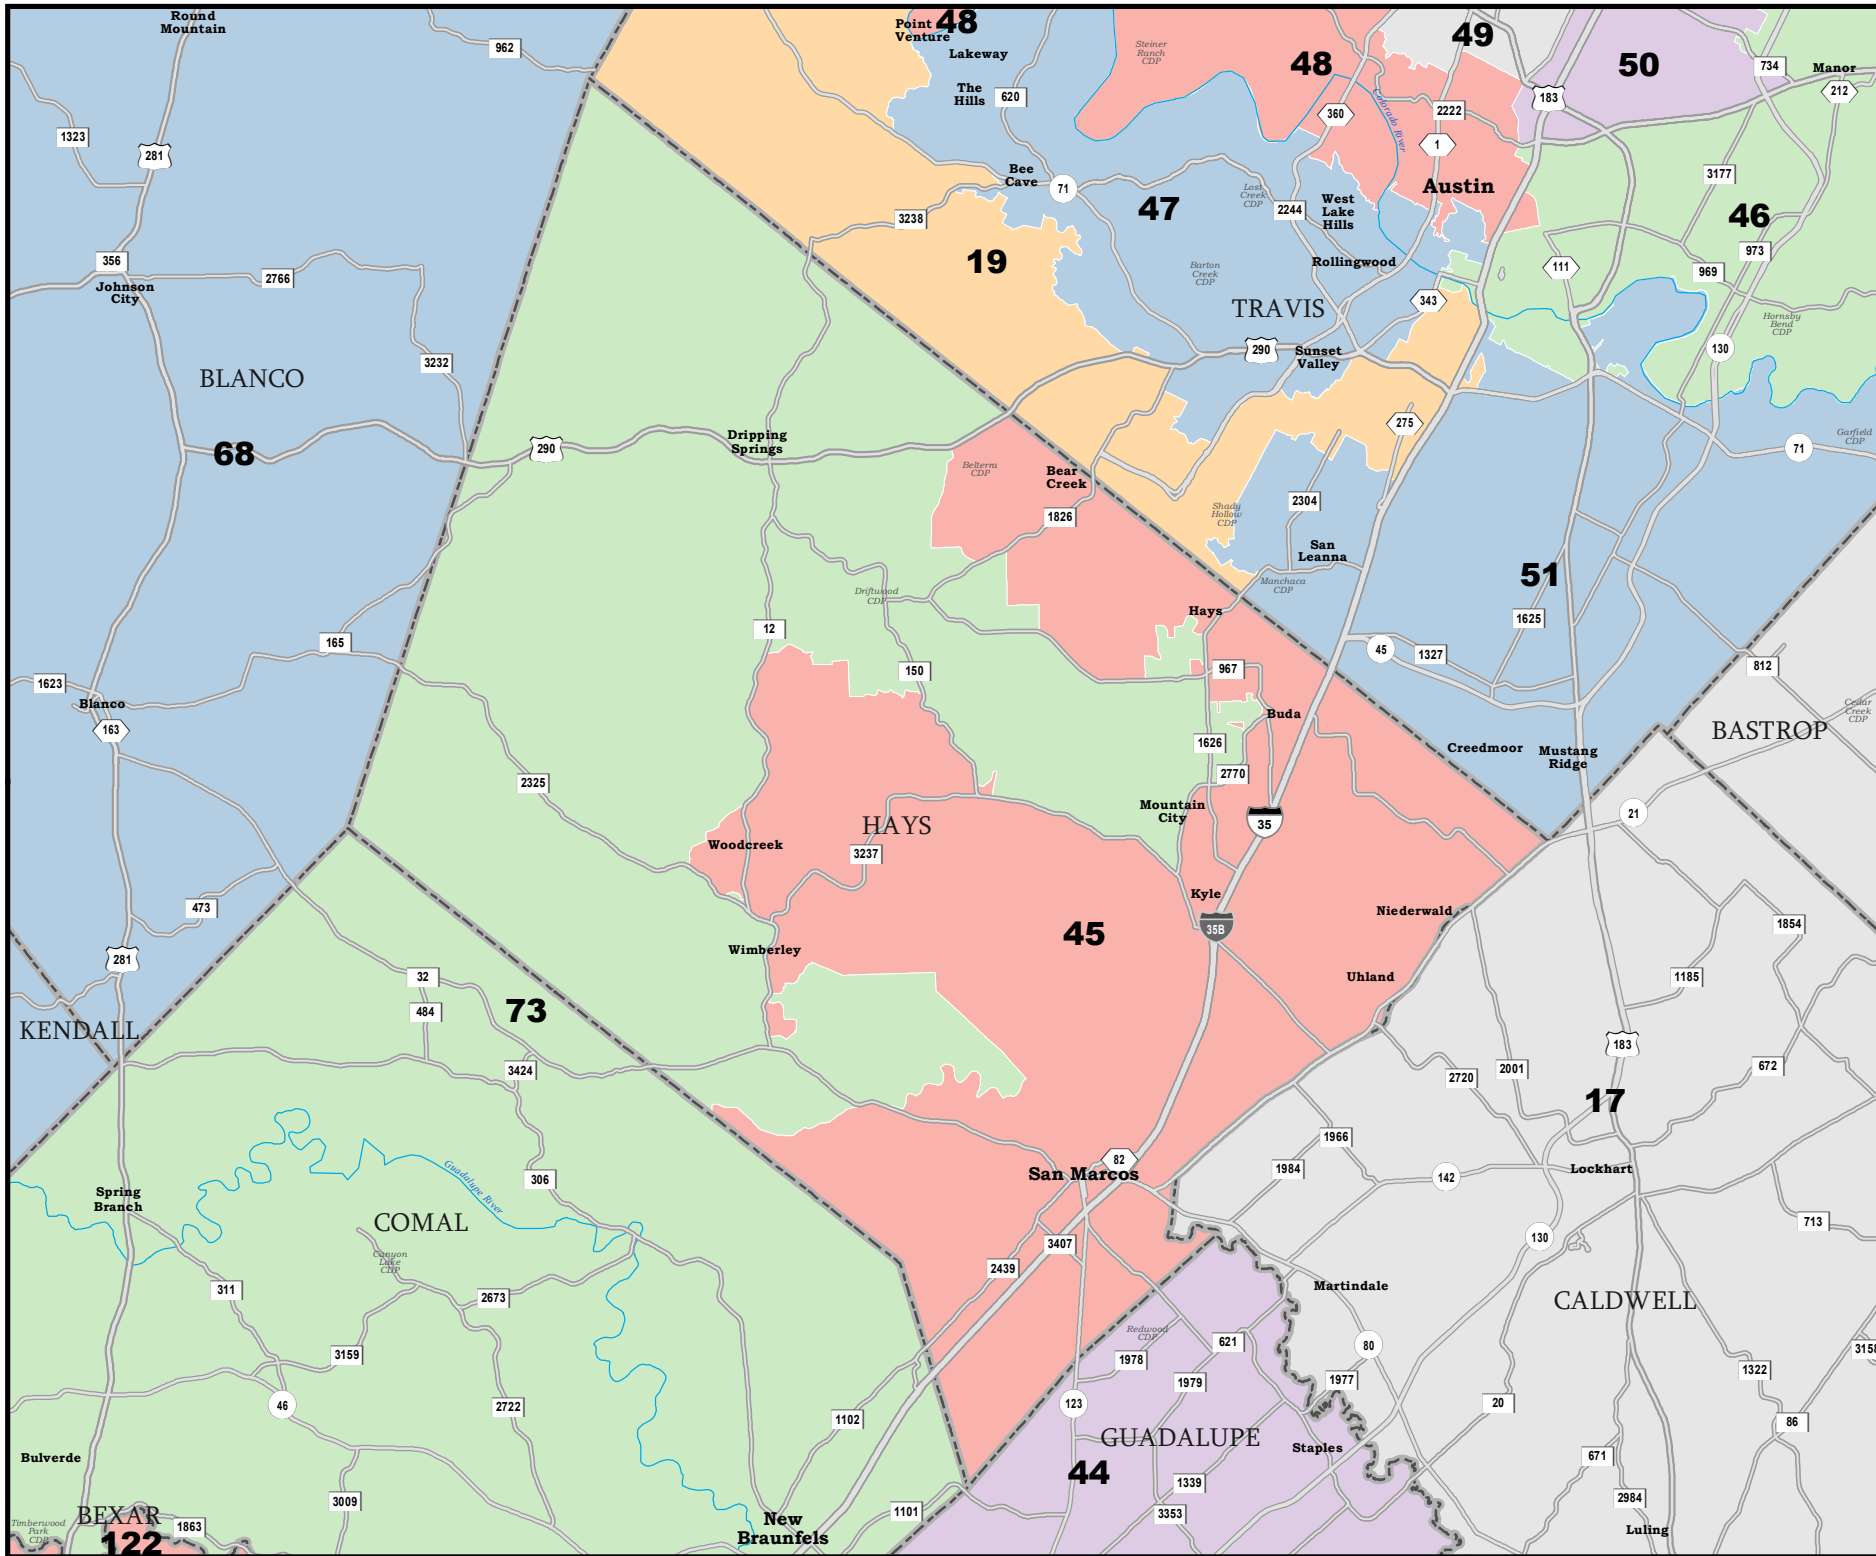 Round
Mountain
962
Point
Venture
48
Lakeway
The
Hills
620
Steiner
Ranch
CDP
48
49
50
734
Manor
212
183
360
2222
Colorado River
1
1323
281
Bee
Cave
71
3238
47
Lost
Creek
CDP
2244
West
Lake
Hills
Austin
3177
46
973
969
111
19
Rollingwood
Barton
Creek
CDP
343
TRAVIS
Hornsby
Bend
CDP
130
356
Johnson
City
2766
3232
BLANCO
68
290
Sunset
Valley
290
Dripping
Springs
Belterra
CDP
Bear
Creek
275
71
Garfield
CDP
1826
Shady
Hollow
CDP
2304
San
Leanna
Manchaca
CDP
51
1625
Driftwood
CDP
Hays
12
165
150
967
45
1327
812
1623
Blanco
163
Buda
1626
2770
Creedmoor
Mustang
Ridge
BASTROP
Cedar
Creek
CDP
2325
Mountain
City
35
21
HAYS
Woodcreek
3237
Kyle
35B
Niederwald
1854
473
45
Wimberley
Uhland
1185
281
32
484
73
KENDALL
183
3424
2720
2001
672
17
1966
1984
142
Lockhart
82
San Marcos
Guadalupe River
306
Spring
Branch
COMAL
Canyon
Lake
CDP
713
130
3407
2439
311
2673
Martindale
CALDWELL
Redwood
CDP
621
1978
1979
80
1977
3159
1322
3158
46
2722
1102
123
20
86
GUADALUPE
Staples
44
671
Bulverde
1339
2984
3009
3353
1101
Luling
BEXAR
Timberwood
Park
CDP
122
1863
New
Braunfels